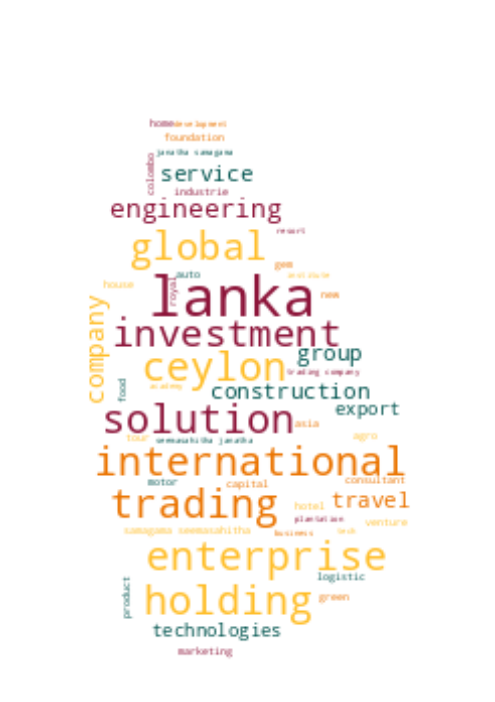 home development
foundation
janatha samagama
colombo
service
industrie
engineering
resort
global
gem
auto
institute
house
royal
lanka
new
company
investment
group
ceylon
trading company
academy
food
construction
export
solution
asia
tour
seemasahitha janatha
agro
international
motor
capital
consultant
trading
travel
hotel
plantation
venture
samagama seemasahitha
business
tech
enterprise
logistic
product
holding
green
technologies
marketing